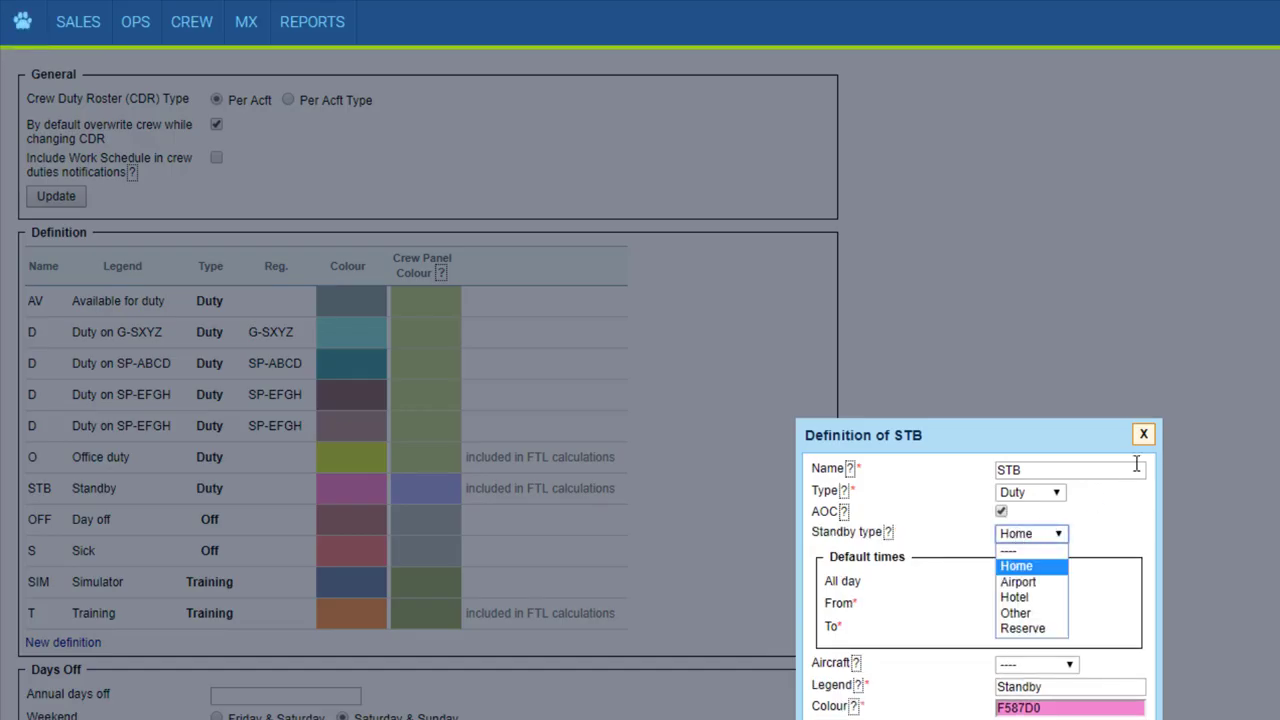 SALES OPS CREW MX REPORTS
General
Crew Duty Roster (CDR) Type Per Acft Per Acft Type
By default overwrite crew while
changing CDR
Include Work Schedule in crew
duties notifications ?
Update
Definition
Name Legend Type Reg. Colour Crew Panel
Colour ?
AV Available for duty Duty
D Duty on G-SXYZ Duty G-SXYZ
D Duty on SP-ABCD Duty SP-ABCD
D Duty on SP-EFGH Duty SP-EFGH
D Duty on SP-EFGH Duty SP-EFGH
O Office duty Duty included in FTL calculations
STB Standby Duty included in FTL calculations
OFF Day off Off
S Sick Off
SIM Simulator Training
T Training Training included in FTL calculations
New definition
Days Off
Annual days off
Weekend Friday & Saturday Saturday & Sunday
Definition of STB X
Name ? * STB
Type ? * Duty
AOC ?
Standby type ? Home
----
Home
Airport
Hotel
Other
Reserve
Default times
All day
From *
To *
Aircraft ? ----
Legend ? * Standby
Colour ? * F587D0